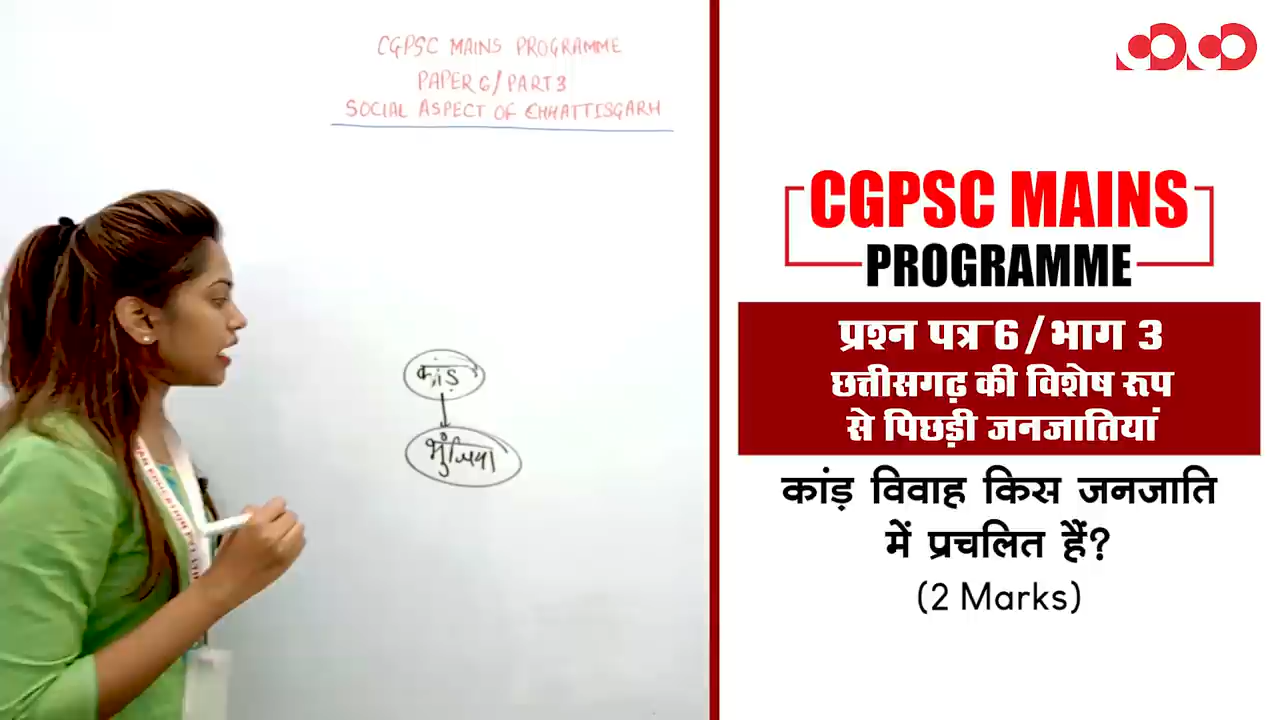 CGPSC MAINS PROGRAMME
PAPER 6/PART 3
SOCIAL ASPECT OF CHHATTISGARH
कांड
भुंजिया
CGPSC MAINS
PROGRAMME
प्रश्न पत्र 6 / भाग 3
छत्तीसगढ़ की विशेष रूप
से पिछड़ी जनजातियां
कांड़ विवाह किस जनजाति
में प्रचलित हैं?
(2 Marks)